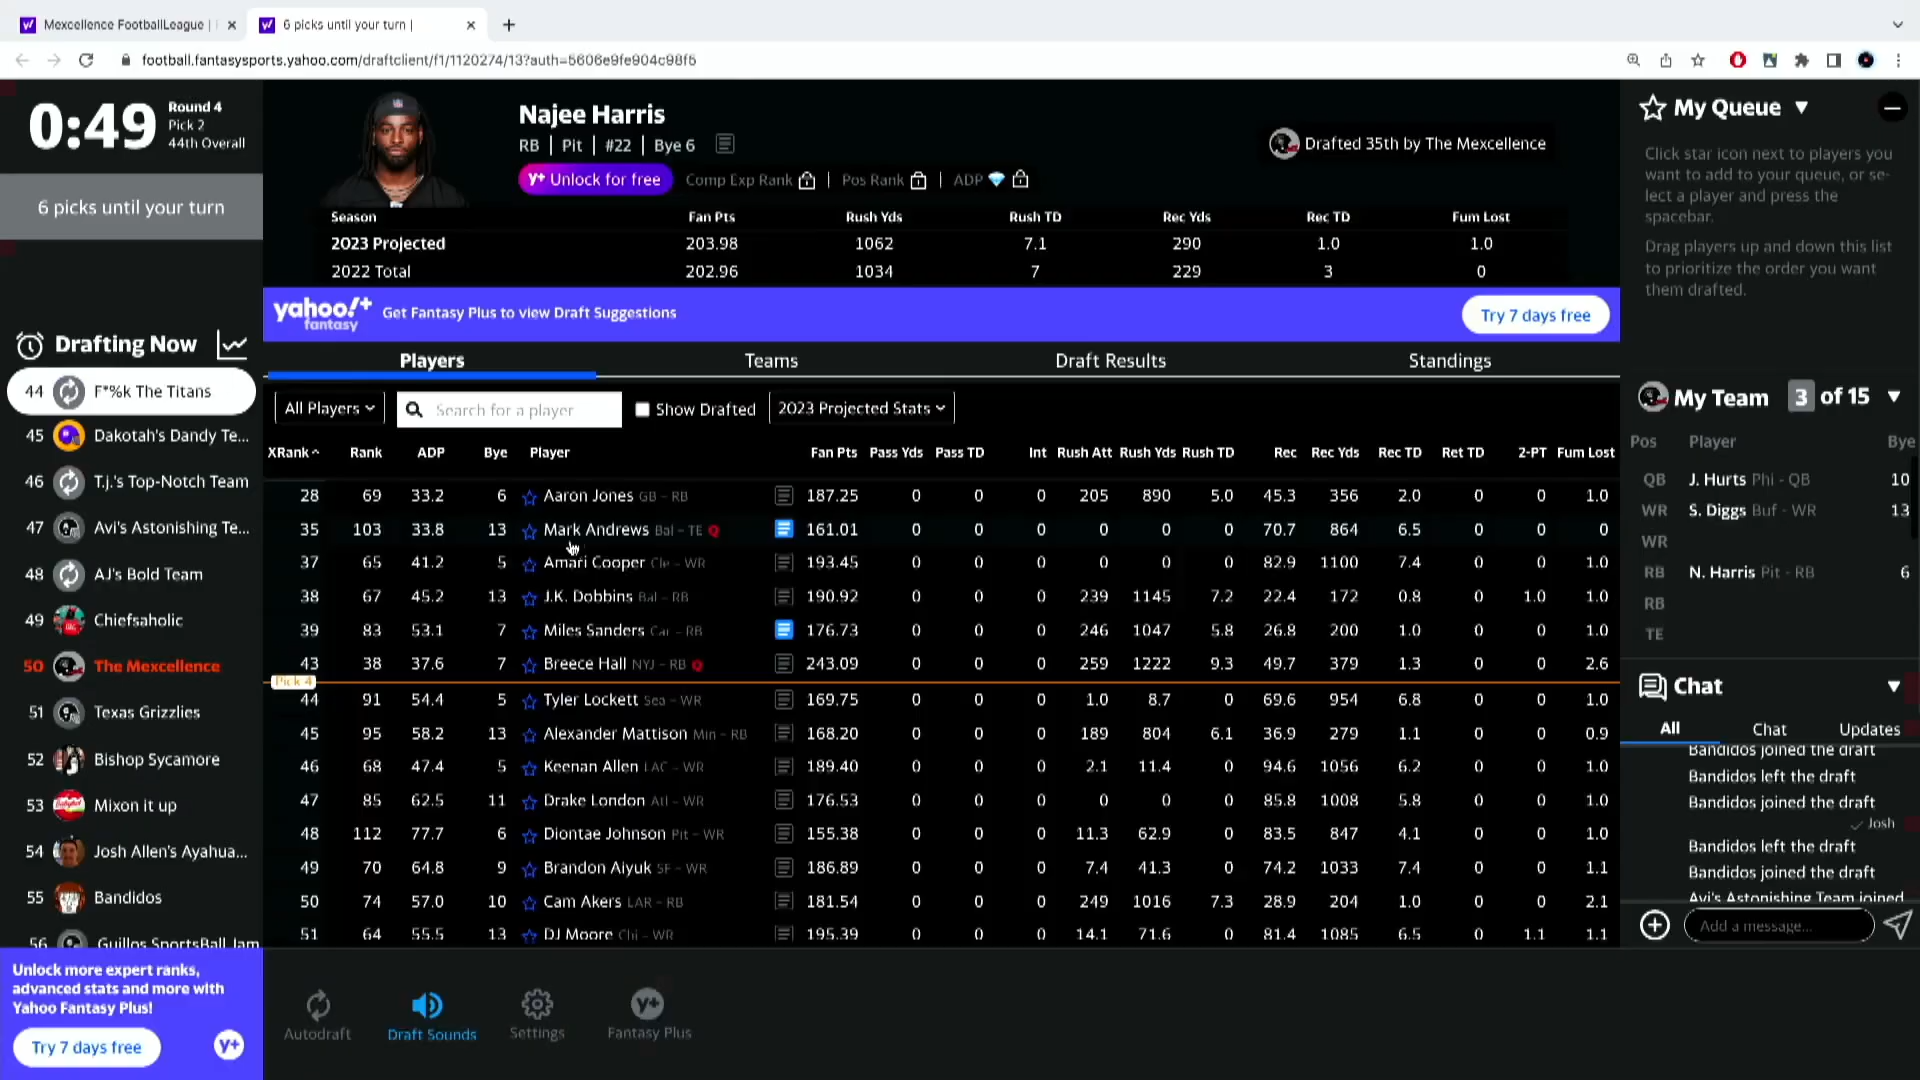 Mexcellence FootballLeague |
6 picks until your turn |
football.fantasysports.yahoo.com/draftclient/f1/1120274/13?auth=5606e9fe904c98f5
0:49
Round 4
Pick 2
44th Overall
6 picks until your turn
Drafting Now
44 F*%k The Titans
45 Dakotah's Dandy Te...
46 T.j.'s Top-Notch Team
47 Avi's Astonishing Te...
48 AJ's Bold Team
49 Chiefsaholic
50 The Mexcellence
51 Texas Grizzlies
52 Bishop Sycamore
53 Mixon it up
54 Josh Allen's Ayahua...
55 Bandidos
56 Guillos SportsBall Jam
Unlock more expert ranks,
advanced stats and more with
Yahoo Fantasy Plus!
Try 7 days free
y+
Najee Harris
RB | Pit | #22 | Bye 6
Drafted 35th by The Mexcellence
y+ Unlock for free Comp Exp Rank | Pos Rank | ADP
Season Fan Pts Rush Yds Rush TD Rec Yds Rec TD Fum Lost
2023 Projected 203.98 1062 7.1 290 1.0 1.0
2022 Total 202.96 1034 7 229 3 0
yahoo!+
fantasy
Get Fantasy Plus to view Draft Suggestions
Try 7 days free
Players Teams Draft Results Standings
All Players Search for a player Show Drafted 2023 Projected Stats
XRank Rank ADP Bye Player Fan Pts Pass Yds Pass TD Int Rush Att Rush Yds Rush TD Rec Rec Yds Rec TD Ret TD 2-PT Fum Lost
28 69 33.2 6 Aaron Jones GB - RB 187.25 0 0 0 205 890 5.0 45.3 356 2.0 0 0 1.0
35 103 33.8 13 Mark Andrews Bal - TE Q 161.01 0 0 0 0 0 0 70.7 864 6.5 0 0 0
37 65 41.2 5 Amari Cooper Cle - WR 193.45 0 0 0 0 0 0 82.9 1100 7.4 0 0 1.0
38 67 45.2 13 J.K. Dobbins Bal - RB 190.92 0 0 0 239 1145 7.2 22.4 172 0.8 0 1.0 1.0
39 83 53.1 7 Miles Sanders Car - RB 176.73 0 0 0 246 1047 5.8 26.8 200 1.0 0 0 1.0
43 38 37.6 7 Breece Hall NYJ - RB Q 243.09 0 0 0 259 1222 9.3 49.7 379 1.3 0 0 2.6
Pick 4
44 91 54.4 5 Tyler Lockett Sea - WR 169.75 0 0 0 1.0 8.7 0 69.6 954 6.8 0 0 1.0
45 95 58.2 13 Alexander Mattison Min - RB 168.20 0 0 0 189 804 6.1 36.9 279 1.1 0 0 0.9
46 68 47.4 5 Keenan Allen LAC - WR 189.40 0 0 0 2.1 11.4 0 94.6 1056 6.2 0 0 1.0
47 85 62.5 11 Drake London Atl - WR 176.53 0 0 0 0 0 0 85.8 1008 5.8 0 0 1.0
48 112 77.7 6 Diontae Johnson Pit - WR 155.38 0 0 0 11.3 62.9 0 83.5 847 4.1 0 0 1.0
49 70 64.8 9 Brandon Aiyuk SF - WR 186.89 0 0 0 7.4 41.3 0 74.2 1033 7.4 0 0 1.1
50 74 57.0 10 Cam Akers LAR - RB 181.54 0 0 0 249 1016 7.3 28.9 204 1.0 0 0 2.1
51 64 55.5 13 DJ Moore Chi - WR 195.39 0 0 0 14.1 71.6 0 81.4 1085 6.5 0 1.1 1.1
Autodraft Draft Sounds Settings Fantasy Plus
My Queue
Click star icon next to players you
want to add to your queue, or se-
lect a player and press the
spacebar.
Drag players up and down this list
to prioritize the order you want
them drafted.
My Team 3 of 15
Pos Player Bye
QB J. Hurts Phi - QB 10
WR S. Diggs Buf - WR 13
WR
RB N. Harris Pit - RB 6
RB
TE
Chat
All Chat Updates
Bandidos joined the draft
Bandidos left the draft
Bandidos joined the draft
Josh
Bandidos left the draft
Bandidos joined the draft
Avi's Astonishing Team joined
Add a message...